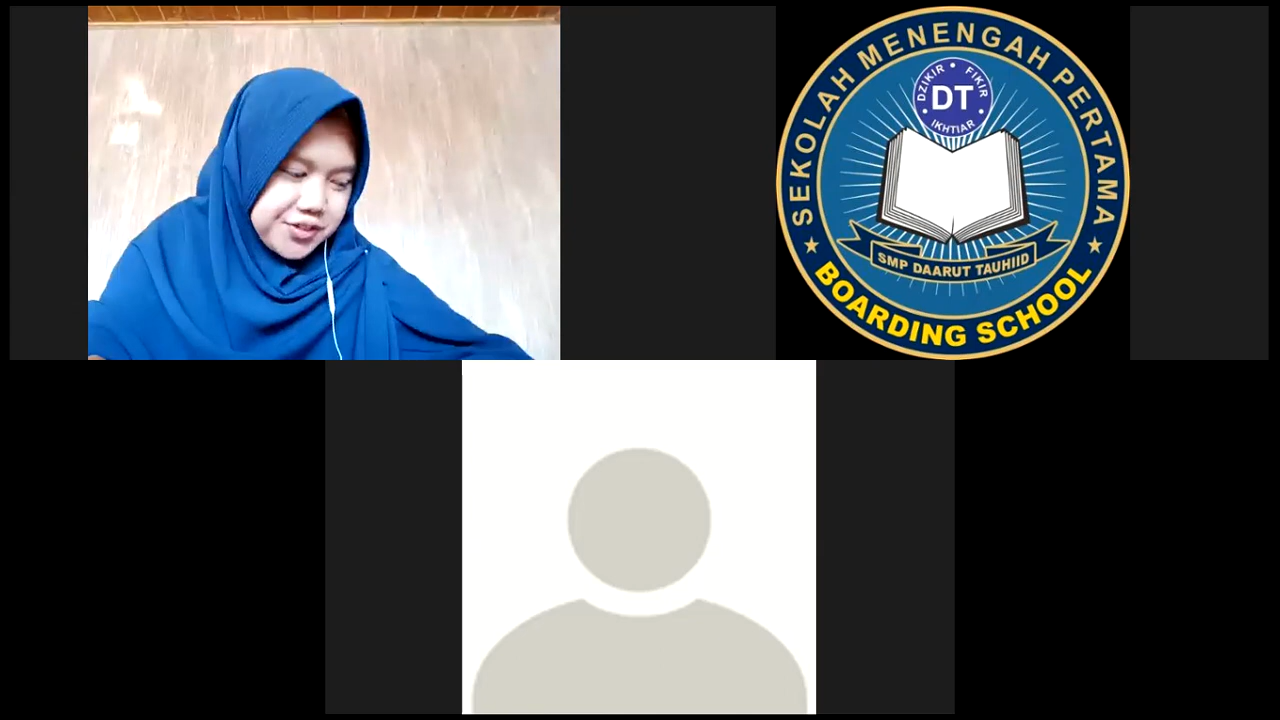 SEKOLAH MENENGAH PERTAMA
DZIKIR • FIKIR • IKHTIAR •
DT
SMP DAARUT TAUHIID
BOARDING SCHOOL